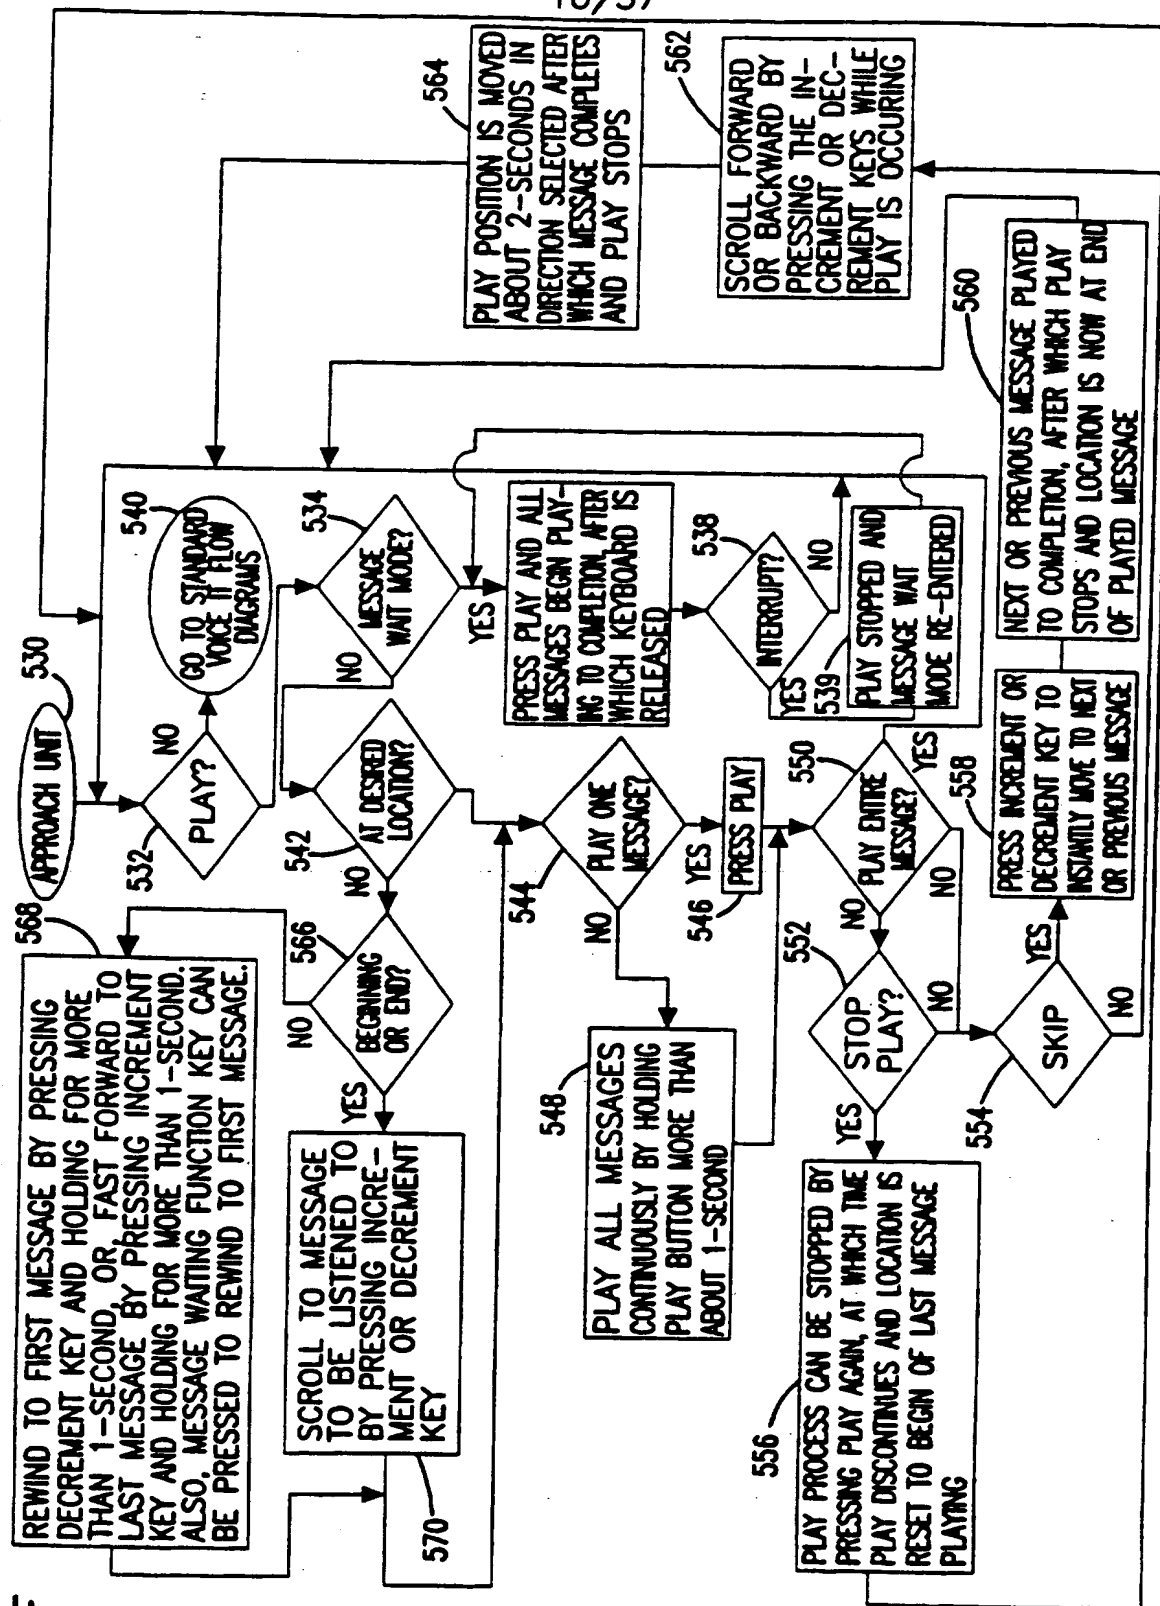 APPROACH UNIT
530
532
PLAY?
NO
GO TO STANDARD
VOICE IT FLOW
DIAGRAMS
540
534
MESSAGE
WAIT MODE?
NO
YES
PRESS PLAY AND ALL
MESSAGES BEGIN PLAY-
ING TO COMPLETION, AFTER
WHICH KEYBOARD IS
RELEASED
538
INTERRUPT?
NO
YES
539
PLAY STOPPED AND
MESSAGE WAIT
MODE RE-ENTERED
542
AT DESIRED
LOCATION?
NO
566
BEGINNING
OR END?
NO
YES
568
REWIND TO FIRST MESSAGE BY PRESSING
DECREMENT KEY AND HOLDING FOR MORE
THAN 1-SECOND, OR, FAST FORWARD TO
LAST MESSAGE BY PRESSING INCREMENT
KEY AND HOLDING FOR MORE THAN 1-SECOND.
ALSO, MESSAGE WAITING FUNCTION KEY CAN
BE PRESSED TO REWIND TO FIRST MESSAGE.
SCROLL TO MESSAGE
TO BE LISTENED TO
BY PRESSING INCRE-
MENT OR DECREMENT
KEY
570
544
PLAY ONE
MESSAGE?
NO
YES
546
PRESS PLAY
548
PLAY ALL MESSAGES
CONTINUOUSLY BY HOLDING
PLAY BUTTON MORE THAN
ABOUT 1-SECOND
550
PLAY ENTIRE
MESSAGE?
YES
NO
NO
552
STOP
PLAY?
NO
YES
556
PLAY PROCESS CAN BE STOPPED BY
PRESSING PLAY AGAIN, AT WHICH TIME
PLAY DISCONTINUES AND LOCATION IS
RESET TO BEGIN OF LAST MESSAGE
PLAYING
554
SKIP
YES
NO
558
PRESS INCREMENT OR
DECREMENT KEY TO
INSTANTLY MOVE TO NEXT
OR PREVIOUS MESSAGE
560
NEXT OR PREVIOUS MESSAGE PLAYED
TO COMPLETION, AFTER WHICH PLAY
STOPS AND LOCATION IS NOW AT END
OF PLAYED MESSAGE
562
SCROLL FORWARD
OR BACKWARD BY
PRESSING THE IN-
CREMENT OR DEC-
REMENT KEYS WHILE
PLAY IS OCCURING
564
PLAY POSITION IS MOVED
ABOUT 2-SECONDS IN
DIRECTION SELECTED AFTER
WHICH MESSAGE COMPLETES
AND PLAY STOPS